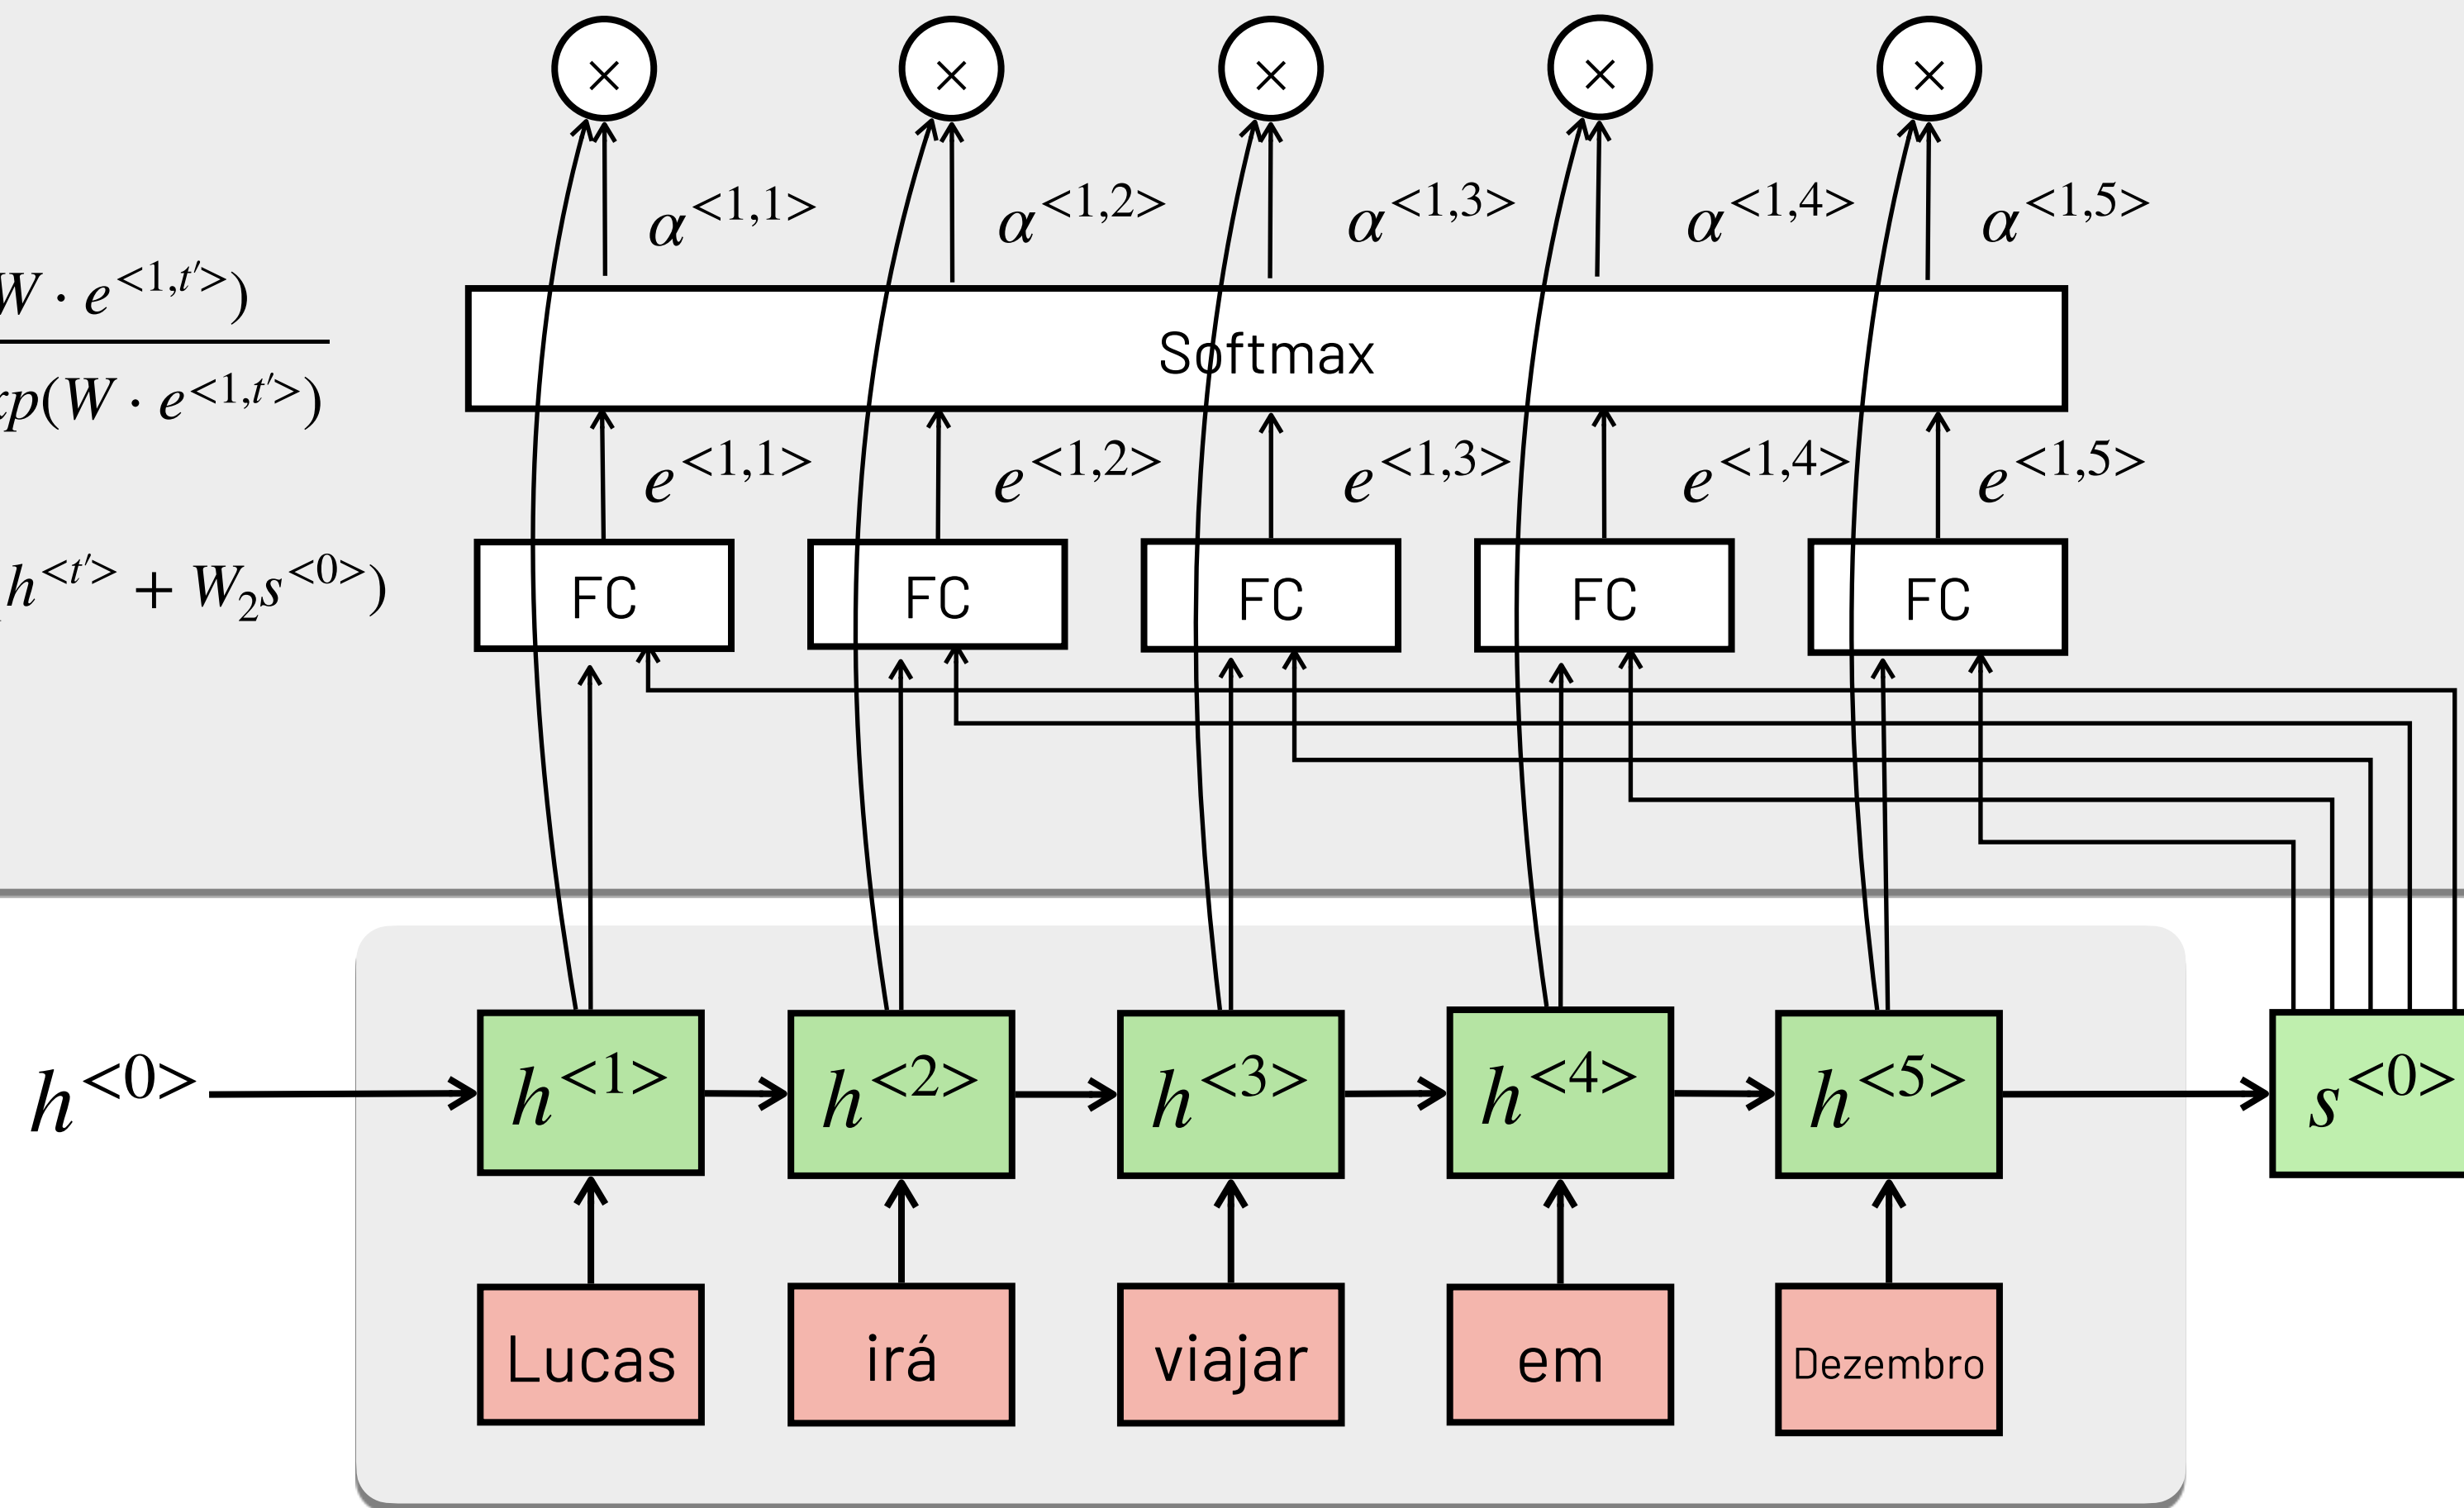 × × × × ×
α<1,1> α<1,2> α<1,3> α<1,4> α<1,5>
W · e<1,t′>)
Softmax
p(W · e<1,t′>)
e<1,1> e<1,2> e<1,3> e<1,4> e<1,5>
h<t′> + W₂s<0>)
FC FC FC FC FC
h<0> h<1> h<2> h<3> h<4> h<5> s<0>
Lucas irá viajar em Dezembro